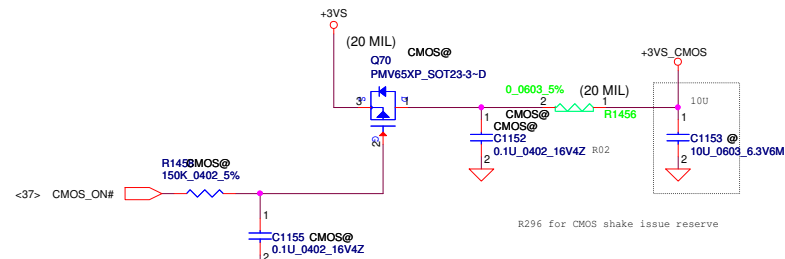 +3VS
(20 MIL)
CMOS@
Q70
PMV65XP_SOT23-3~D
+3VS_CMOS
0_0603_5%
(20 MIL)
3
1
2
1
10U
CMOS@
R1456
CMOS@
1
1
C1152
C1153 @
0.1U_0402_16V4Z
R02
10U_0603_6.3V6M
2
2
2
R1458
CMOS@
150K_0402_5%
<37>
CMOS_ON#
1
R296 for CMOS shake issue reserve
C1155
CMOS@
0.1U_0402_16V4Z
2